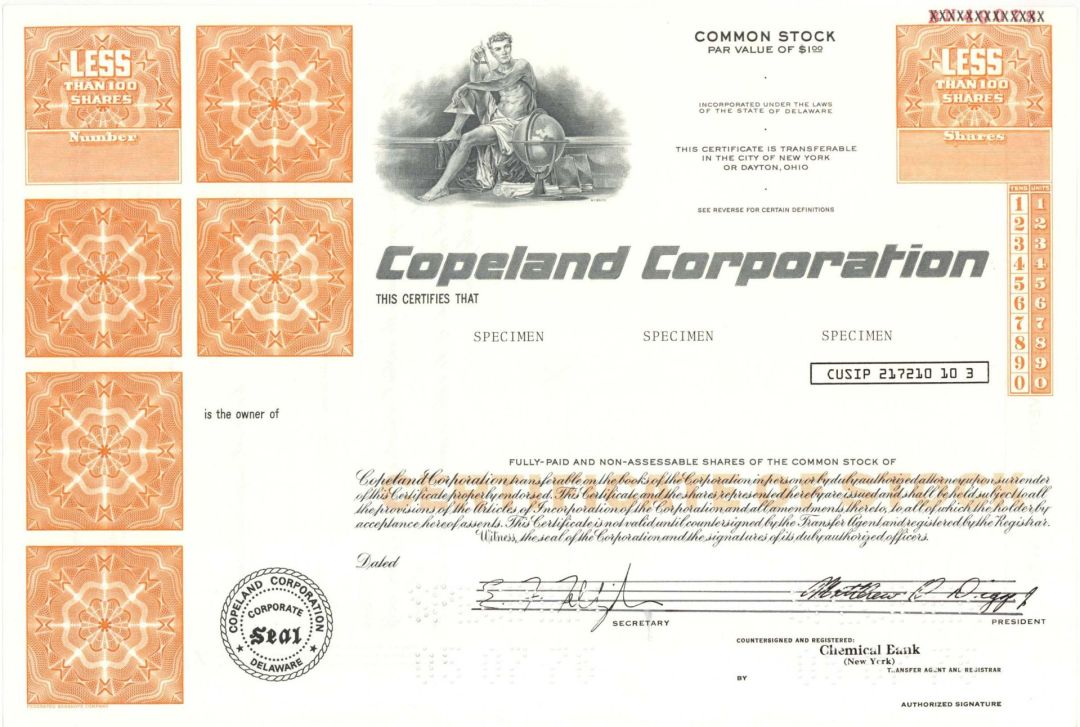 XXXXXXXXXXXXX
LESS
THAN 100
SHARES
Number
COMMON STOCK
PAR VALUE OF $1 00
INCORPORATED UNDER THE LAWS
OF THE STATE OF DELAWARE
THIS CERTIFICATE IS TRANSFERABLE
IN THE CITY OF NEW YORK
OR DAYTON, OHIO
SEE REVERSE FOR CERTAIN DEFINITIONS
LESS
THAN 100
SHARES
Shares
TENS UNITS
1 1
2 2
3 3
4 4
5 5
6 6
7 7
8 8
9 9
0 0
Copeland Corporation
THIS CERTIFIES THAT
SPECIMEN SPECIMEN SPECIMEN
CUSIP 217210 10 3
is the owner of
FULLY-PAID AND NON-ASSESSABLE SHARES OF THE COMMON STOCK OF
Copeland Corporation transferable on the books of the Corporation in person or by duly authorized attorney upon surrender
of this Certificate properly endorsed. This Certificate and the shares represented hereby are issued and shall be held subject to all
the provisions of the Articles of Incorporation of the Corporation and all amendments thereto, to all of which the holder by
acceptance hereof assents. This Certificate is not valid until countersigned by the Transfer Agent and registered by the Registrar.
Witness, the seal of the Corporation and the signatures of its duly authorized officers.
Dated
COPELAND CORPORATION
CORPORATE
Seal
DELAWARE
SECRETARY
Matthew O Diggs Jr
PRESIDENT
COUNTERSIGNED AND REGISTERED:
Chemical Bank
(New York)
TRANSFER AGENT AND REGISTRAR
BY
AUTHORIZED SIGNATURE
FEDERATED BANKNOTE COMPANY